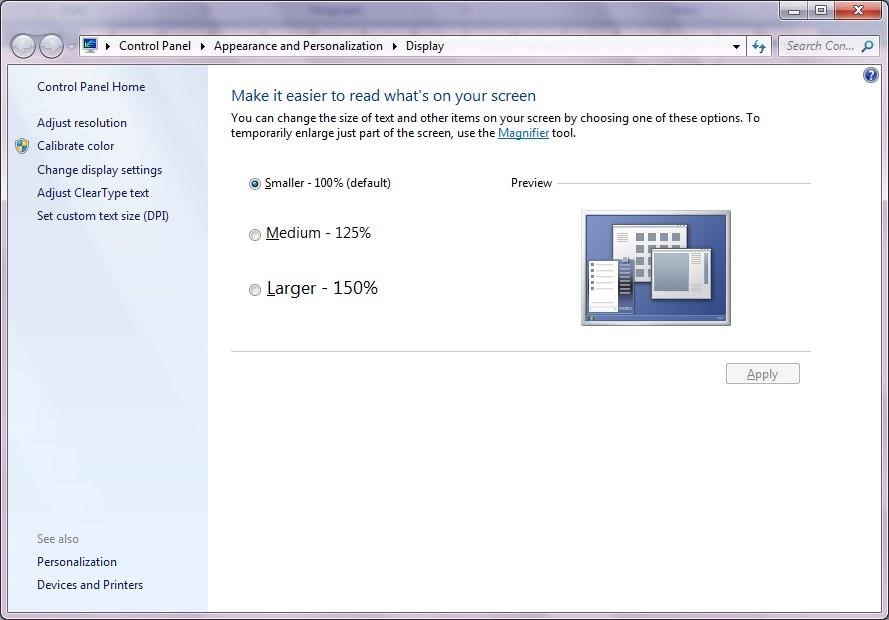 Control Panel Appearance and Personalization Display
Search Con...
Control Panel Home
Adjust resolution
Calibrate color
Change display settings
Adjust ClearType text
Set custom text size (DPI)
See also
Personalization
Devices and Printers
Make it easier to read what's on your screen
You can change the size of text and other items on your screen by choosing one of these options. To
temporarily enlarge just part of the screen, use the Magnifier tool.
Smaller - 100% (default)
Preview
Medium - 125%
Larger - 150%
Apply